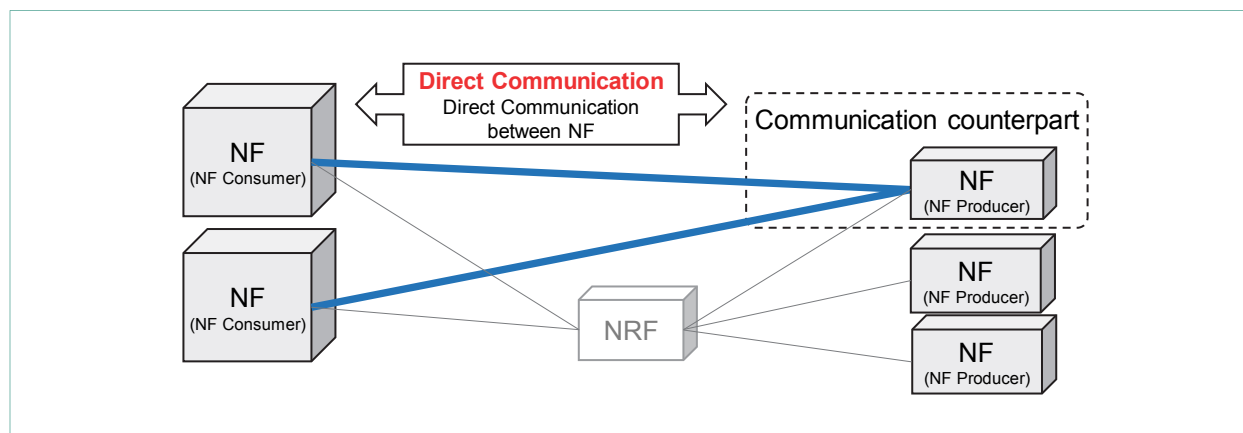 Direct Communication
Direct Communication
between NF
Communication counterpart
NF
(NF Consumer)
NF
(NF Producer)
NF
(NF Consumer)
NF
(NF Producer)
NRF
NF
(NF Producer)